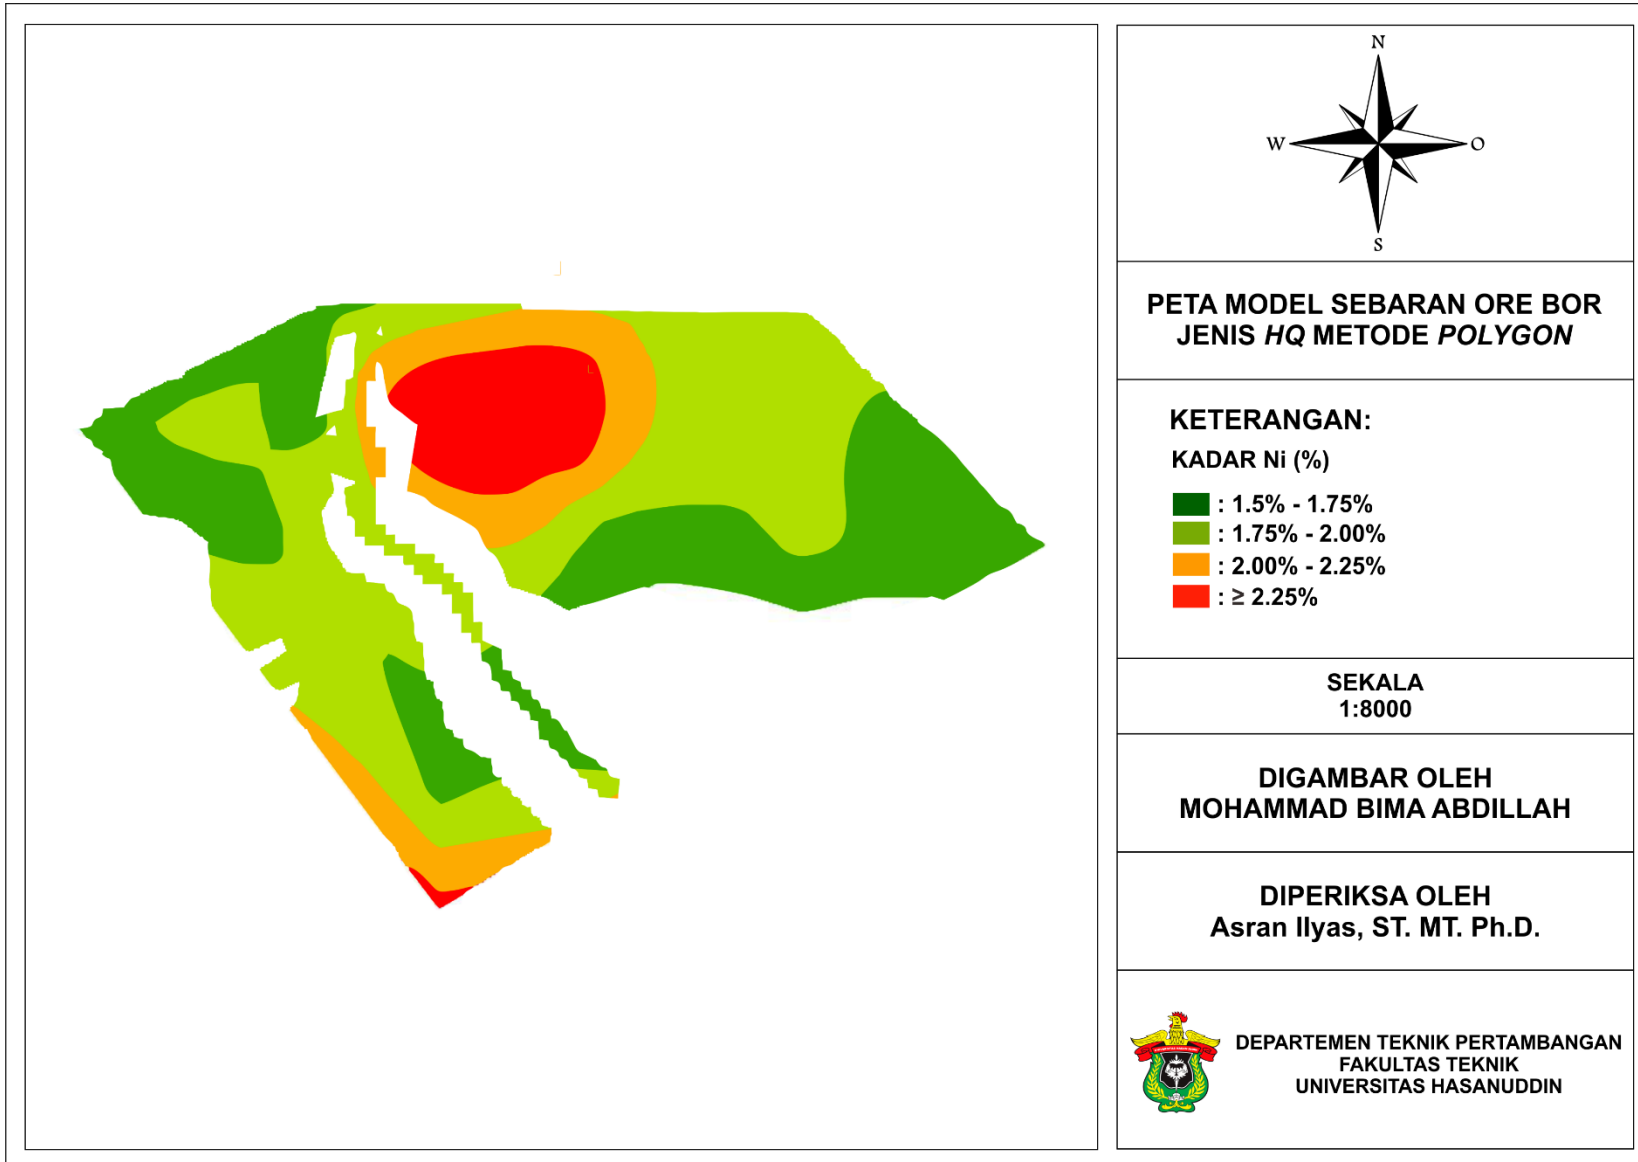 N
W
O
S
PETA MODEL SEBARAN ORE BOR
JENIS HQ METODE POLYGON
KETERANGAN:
KADAR Ni (%)
: 1.5% - 1.75%
: 1.75% - 2.00%
: 2.00% - 2.25%
: ≥ 2.25%
SEKALA
1:8000
DIGAMBAR OLEH
MOHAMMAD BIMA ABDILLAH
DIPERIKSA OLEH
Asran Ilyas, ST. MT. Ph.D.
DEPARTEMEN TEKNIK PERTAMBANGAN
FAKULTAS TEKNIK
UNIVERSITAS HASANUDDIN